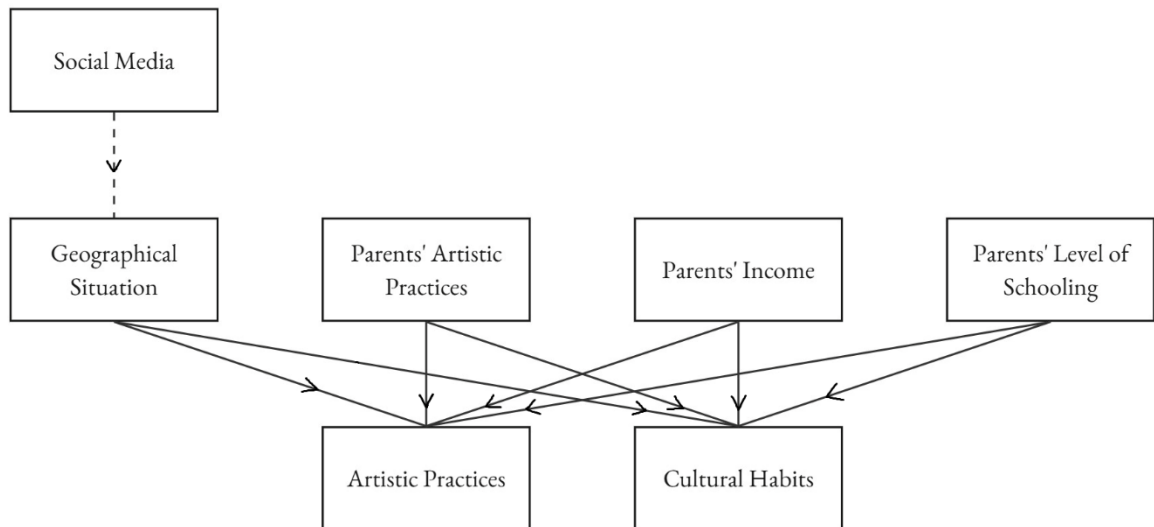 Social Media
Geographical
Situation
Parents' Artistic
Practices
Parents' Income
Parents' Level of
Schooling
Artistic Practices
Cultural Habits